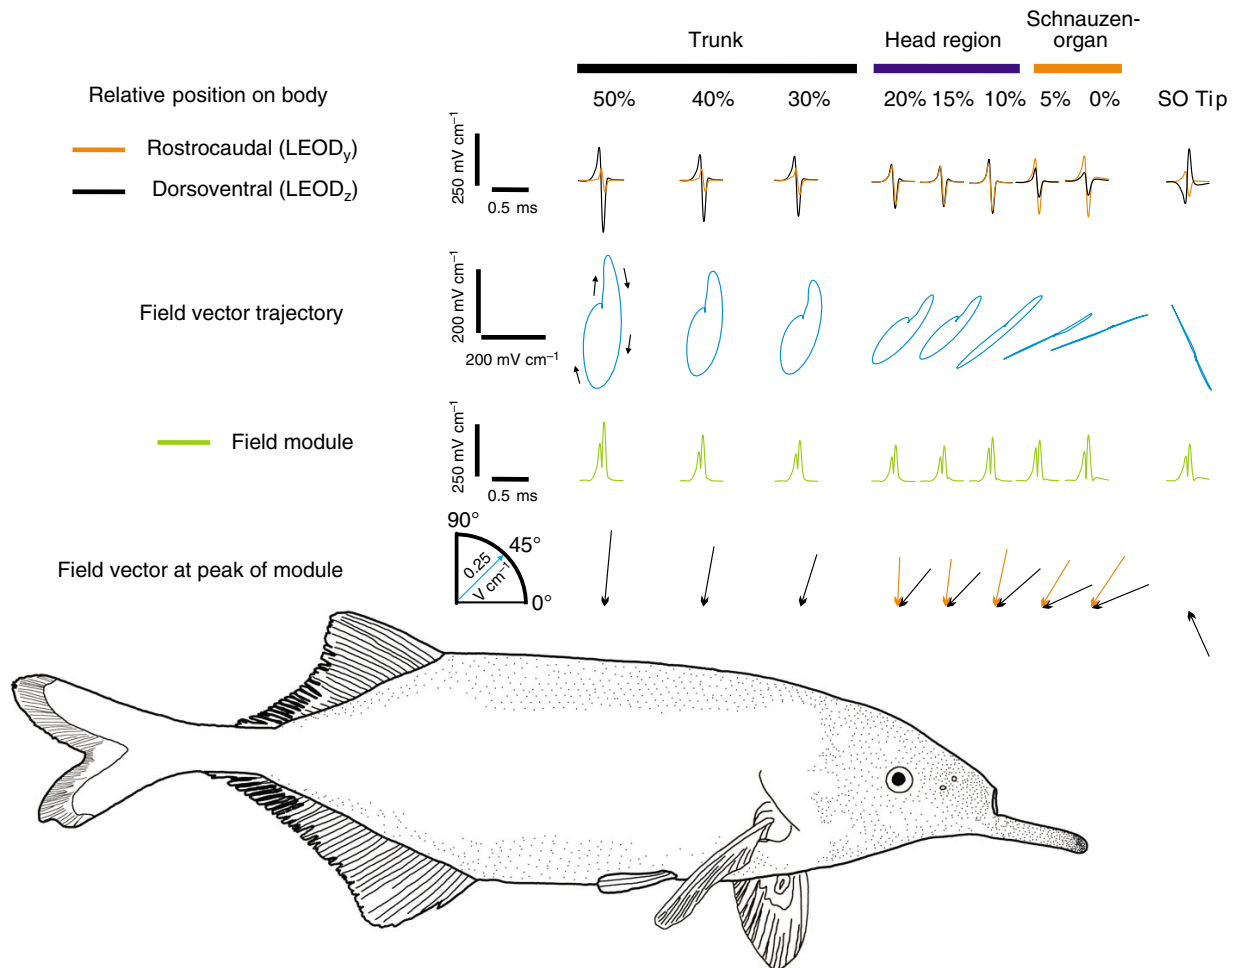 Trunk
Head region
Schnauzen-
organ
Relative position on body
50% 40% 30% 20% 15% 10% 5% 0% SO Tip
Rostrocaudal (LEODy)
Dorsoventral (LEODz)
250 mV cm–1
0.5 ms
Field vector trajectory
200 mV cm–1
200 mV cm–1
Field module
250 mV cm–1
0.5 ms
Field vector at peak of module
90°
45°
0.25
V cm–1
0°